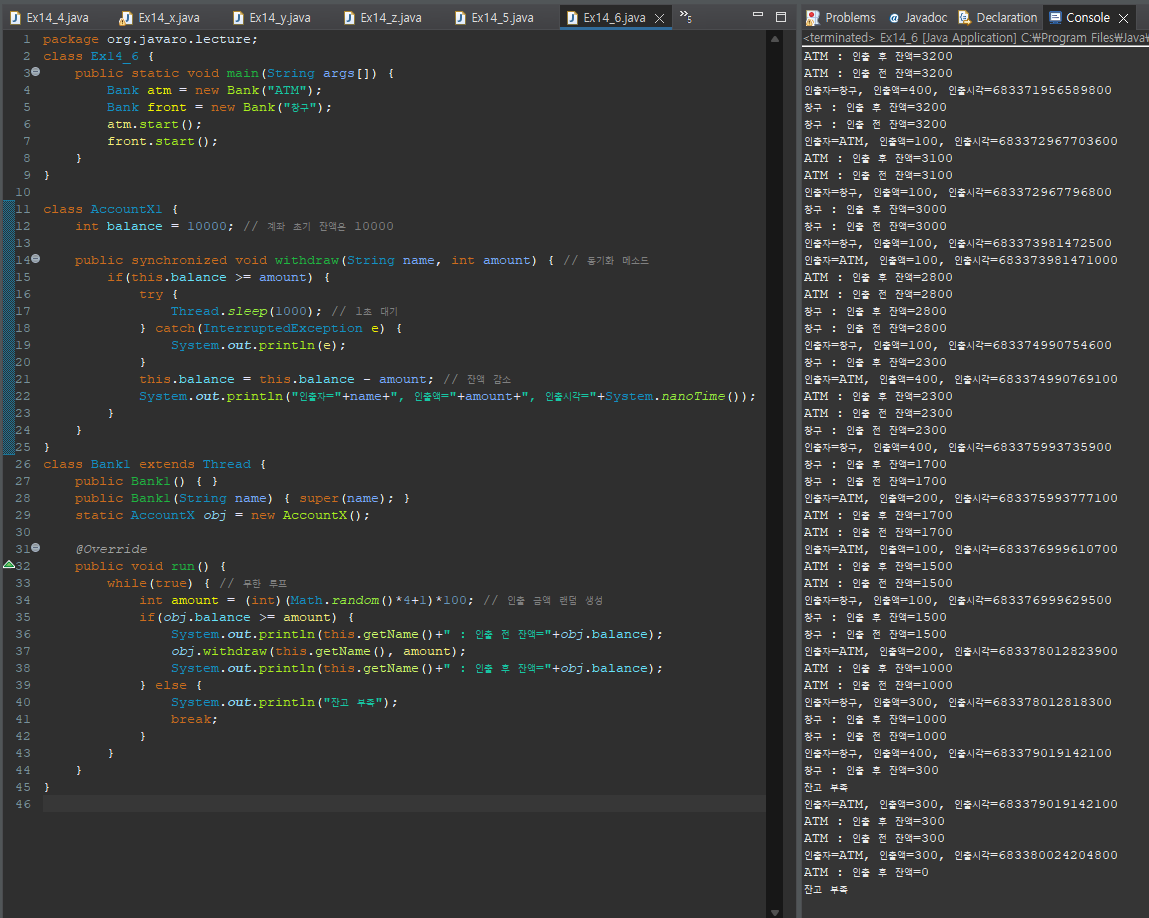 Ex14_4.java Ex14_x.java Ex14_y.java Ex14_z.java Ex14_5.java Ex14_6.java »5
1 package org.javaro.lecture;
2 class Ex14_6 {
3 public static void main(String args[]) {
4 Bank atm = new Bank("ATM");
5 Bank front = new Bank("창구");
6 atm.start();
7 front.start();
8 }
9 }
10
11 class AccountX1 {
12 int balance = 10000; // 계좌 초기 잔액은 10000
13
14 public synchronized void withdraw(String name, int amount) { // 동기화 메소드
15 if(this.balance >= amount) {
16 try {
17 Thread.sleep(1000); // 1초 대기
18 } catch(InterruptedException e) {
19 System.out.println(e);
20 }
21 this.balance = this.balance - amount; // 잔액 감소
22 System.out.println("인출자="+name+", 인출액="+amount+", 인출시각="+System.nanoTime());
23 }
24 }
25 }
26 class Bank1 extends Thread {
27 public Bank1() { }
28 public Bank1(String name) { super(name); }
29 static AccountX obj = new AccountX();
30
31 @Override
32 public void run() {
33 while(true) { // 무한 루프
34 int amount = (int)(Math.random()*4+1)*100; // 인출 금액 랜덤 생성
35 if(obj.balance >= amount) {
36 System.out.println(this.getName()+" : 인출 전 잔액="+obj.balance);
37 obj.withdraw(this.getName(), amount);
38 System.out.println(this.getName()+" : 인출 후 잔액="+obj.balance);
39 } else {
40 System.out.println("잔고 부족");
41 break;
42 }
43 }
44 }
45 }
46
Problems Javadoc Declaration Console
<terminated> Ex14_6 [Java Application] C:₩Program Files₩Java₩
ATM : 인출 후 잔액=3200
ATM : 인출 전 잔액=3200
인출자=창구, 인출액=400, 인출시각=683371956589800
창구 : 인출 후 잔액=3200
창구 : 인출 전 잔액=3200
인출자=ATM, 인출액=100, 인출시각=683372967703600
ATM : 인출 후 잔액=3100
ATM : 인출 전 잔액=3100
인출자=창구, 인출액=100, 인출시각=683372967796800
창구 : 인출 후 잔액=3000
창구 : 인출 전 잔액=3000
인출자=창구, 인출액=100, 인출시각=683373981472500
인출자=ATM, 인출액=100, 인출시각=683373981471000
ATM : 인출 후 잔액=2800
ATM : 인출 전 잔액=2800
창구 : 인출 후 잔액=2800
창구 : 인출 전 잔액=2800
인출자=창구, 인출액=100, 인출시각=683374990754600
창구 : 인출 후 잔액=2300
인출자=ATM, 인출액=400, 인출시각=683374990769100
ATM : 인출 후 잔액=2300
ATM : 인출 전 잔액=2300
창구 : 인출 전 잔액=2300
인출자=창구, 인출액=400, 인출시각=683375993735900
창구 : 인출 후 잔액=1700
창구 : 인출 전 잔액=1700
인출자=ATM, 인출액=200, 인출시각=683375993777100
ATM : 인출 후 잔액=1700
ATM : 인출 전 잔액=1700
인출자=ATM, 인출액=100, 인출시각=683376999610700
ATM : 인출 후 잔액=1500
ATM : 인출 전 잔액=1500
인출자=창구, 인출액=100, 인출시각=683376999629500
창구 : 인출 후 잔액=1500
창구 : 인출 전 잔액=1500
인출자=ATM, 인출액=200, 인출시각=683378012823900
ATM : 인출 후 잔액=1000
ATM : 인출 전 잔액=1000
인출자=창구, 인출액=300, 인출시각=683378012818300
창구 : 인출 후 잔액=1000
창구 : 인출 전 잔액=1000
인출자=창구, 인출액=400, 인출시각=683379019142100
창구 : 인출 후 잔액=300
잔고 부족
인출자=ATM, 인출액=300, 인출시각=683379019142100
ATM : 인출 후 잔액=300
ATM : 인출 전 잔액=300
인출자=ATM, 인출액=300, 인출시각=683380024204800
ATM : 인출 후 잔액=0
잔고 부족